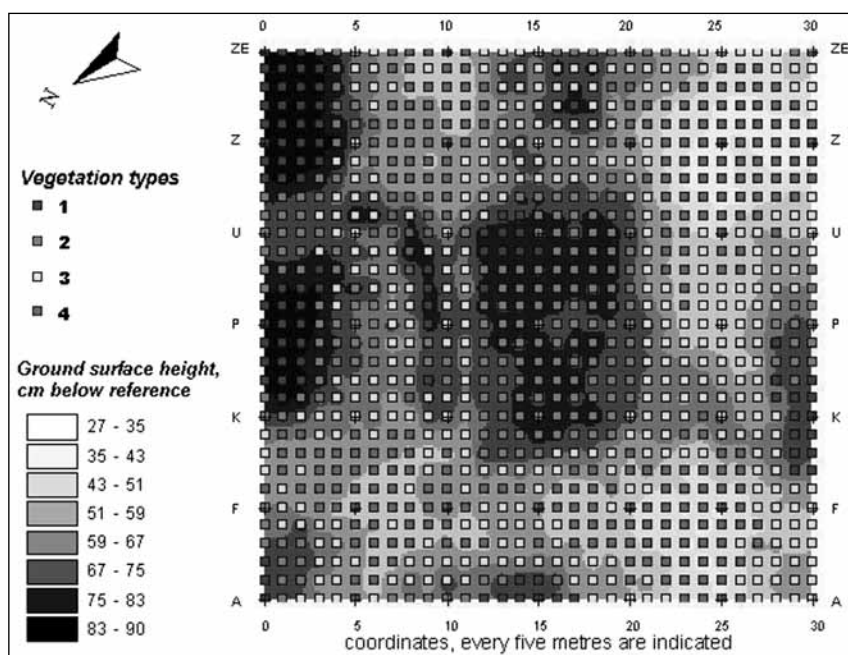 0 5 10 15 20 25 30
ZE ZE
N
Z Z
Vegetation types
1
U U
2
3
4
P P
Ground surface height,
cm below reference
27 - 35
K K
35 - 43
43 - 51
F F
51 - 59
59 - 67
67 - 75
75 - 83
A A
83 - 90
0 5 10 15 20 25 30
coordinates, every five metres are indicated